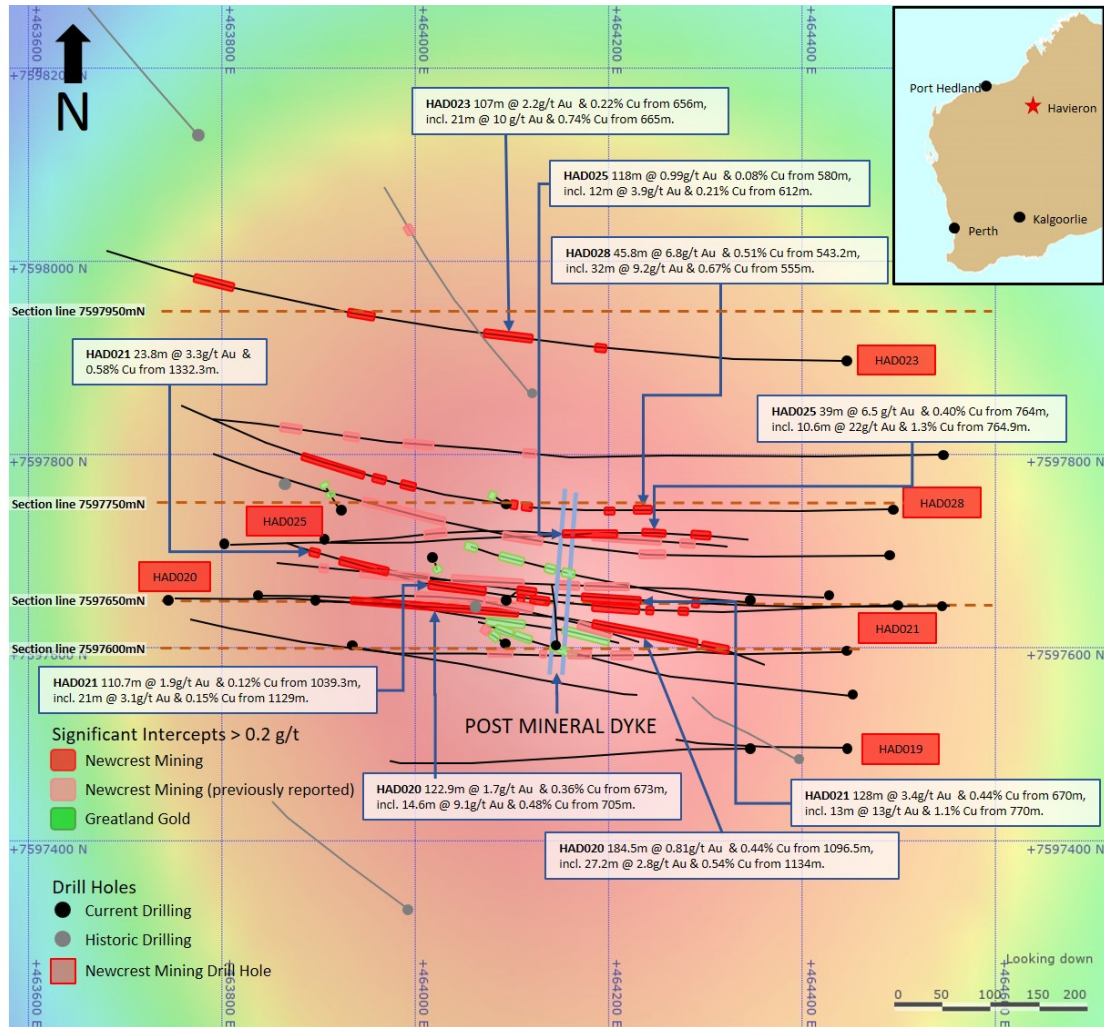 +463600 E
+463800 E
+464000 E
+464200 E
+464400 E
+7598200 N
N
HAD023 107m @ 2.2g/t Au & 0.22% Cu from 656m,
incl. 21m @ 10 g/t Au & 0.74% Cu from 665m.
Port Hedland
Havieron
Kalgoorlie
Perth
HAD025 118m @ 0.99g/t Au & 0.08% Cu from 580m,
incl. 12m @ 3.9g/t Au & 0.21% Cu from 612m.
HAD028 45.8m @ 6.8g/t Au & 0.51% Cu from 543.2m,
incl. 32m @ 9.2g/t Au & 0.67% Cu from 555m.
+7598000 N
+7598000 N
Section line 7597950mN
HAD021 23.8m @ 3.3g/t Au &
0.58% Cu from 1332.3m.
HAD023
HAD025 39m @ 6.5 g/t Au & 0.40% Cu from 764m,
incl. 10.6m @ 22g/t Au & 1.3% Cu from 764.9m.
+7597800 N
+7597800 N
Section line 7597750mN
HAD028
HAD025
HAD020
Section line 7597650mN
HAD021
+7597600 N
+7597600 N
Section line 7597600mN
HAD021 110.7m @ 1.9g/t Au & 0.12% Cu from 1039.3m,
incl. 21m @ 3.1g/t Au & 0.15% Cu from 1129m.
POST MINERAL DYKE
HAD019
Significant Intercepts > 0.2 g/t
Newcrest Mining
Newcrest Mining (previously reported)
Greatland Gold
HAD020 122.9m @ 1.7g/t Au & 0.36% Cu from 673m,
incl. 14.6m @ 9.1g/t Au & 0.48% Cu from 705m.
HAD021 128m @ 3.4g/t Au & 0.44% Cu from 670m,
incl. 13m @ 13g/t Au & 1.1% Cu from 770m.
HAD020 184.5m @ 0.81g/t Au & 0.44% Cu from 1096.5m,
incl. 27.2m @ 2.8g/t Au & 0.54% Cu from 1134m.
+7597400 N
+7597400 N
Drill Holes
Current Drilling
Historic Drilling
Newcrest Mining Drill Hole
Looking down
0 50 100 150 200
+463600 E
+463800 E
+464000 E
+464200 E
+464400 E
+464600 E